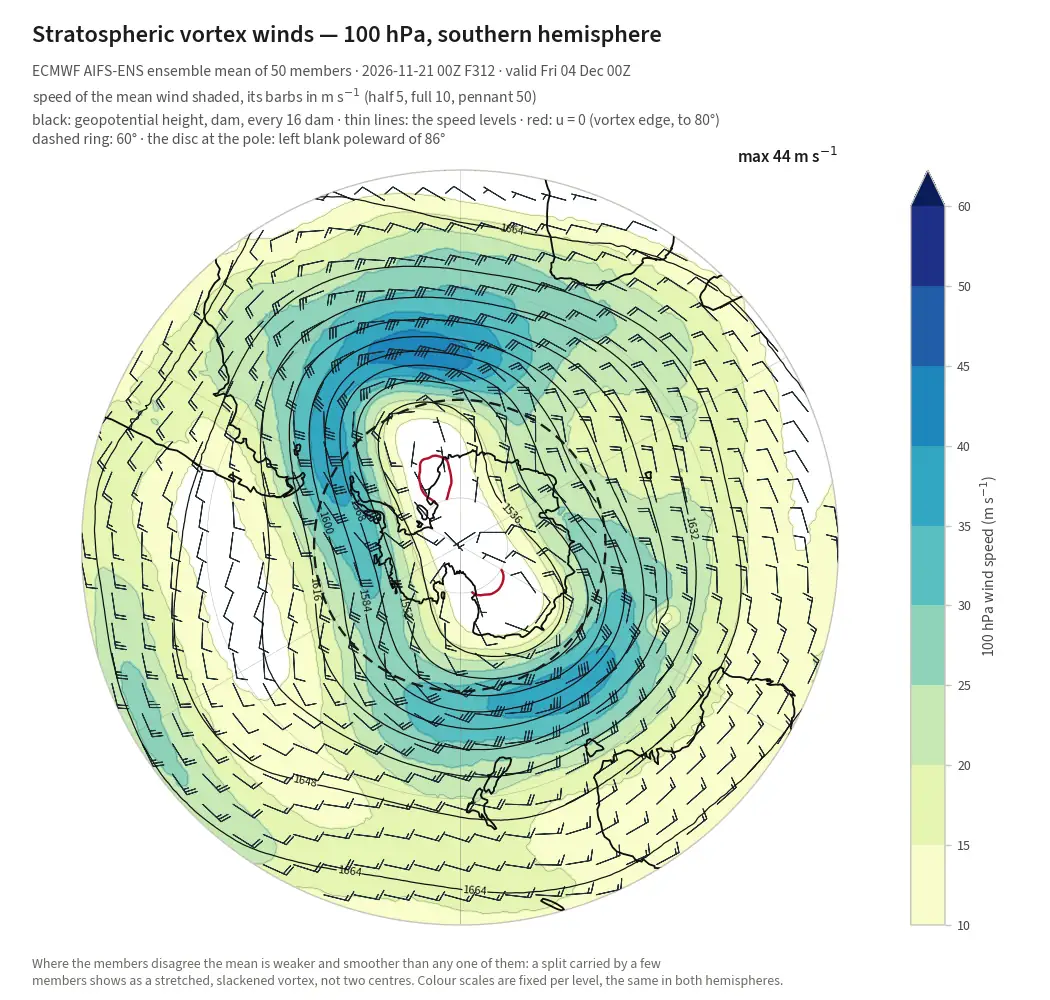 Stratospheric vortex winds — 100 hPa, southern hemisphere
ECMWF AIFS-ENS ensemble mean of 50 members · 2026-11-21 00Z F312 · valid Fri 04 Dec 00Z
speed of the mean wind shaded, its barbs in m s⁻¹ (half 5, full 10, pennant 50)
black: geopotential height, dam, every 16 dam · thin lines: the speed levels · red: u = 0 (vortex edge, to 80°)
dashed ring: 60° · the disc at the pole: left blank poleward of 86°
max 44 m s⁻¹
60
50
45
40
35
30
25
20
15
10
100 hPa wind speed (m s⁻¹)
1664
1536
1632
1600
1568
1616
1584
1648
1664
1664
Where the members disagree the mean is weaker and smoother than any one of them: a split carried by a few
members shows as a stretched, slackened vortex, not two centres. Colour scales are fixed per level, the same in both hemispheres.